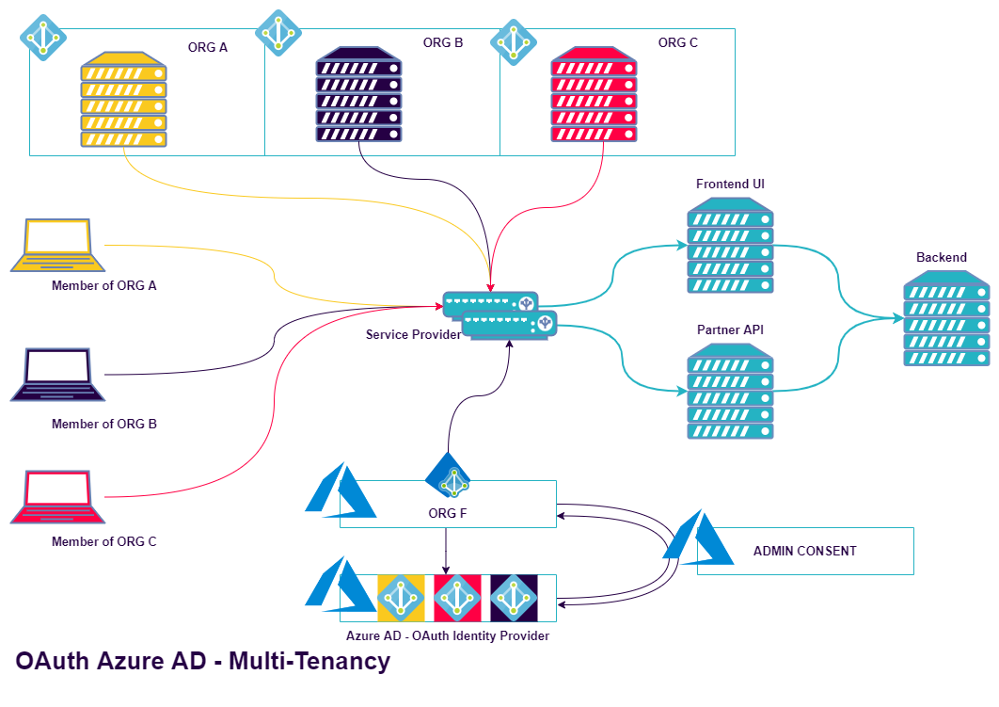 ORG A
ORG B
ORG C
Frontend UI
Backend
Member of ORG A
Service Provider
Partner API
Member of ORG B
ORG F
Member of ORG C
ADMIN CONSENT
Azure AD - OAuth Identity Provider
OAuth Azure AD - Multi-Tenancy